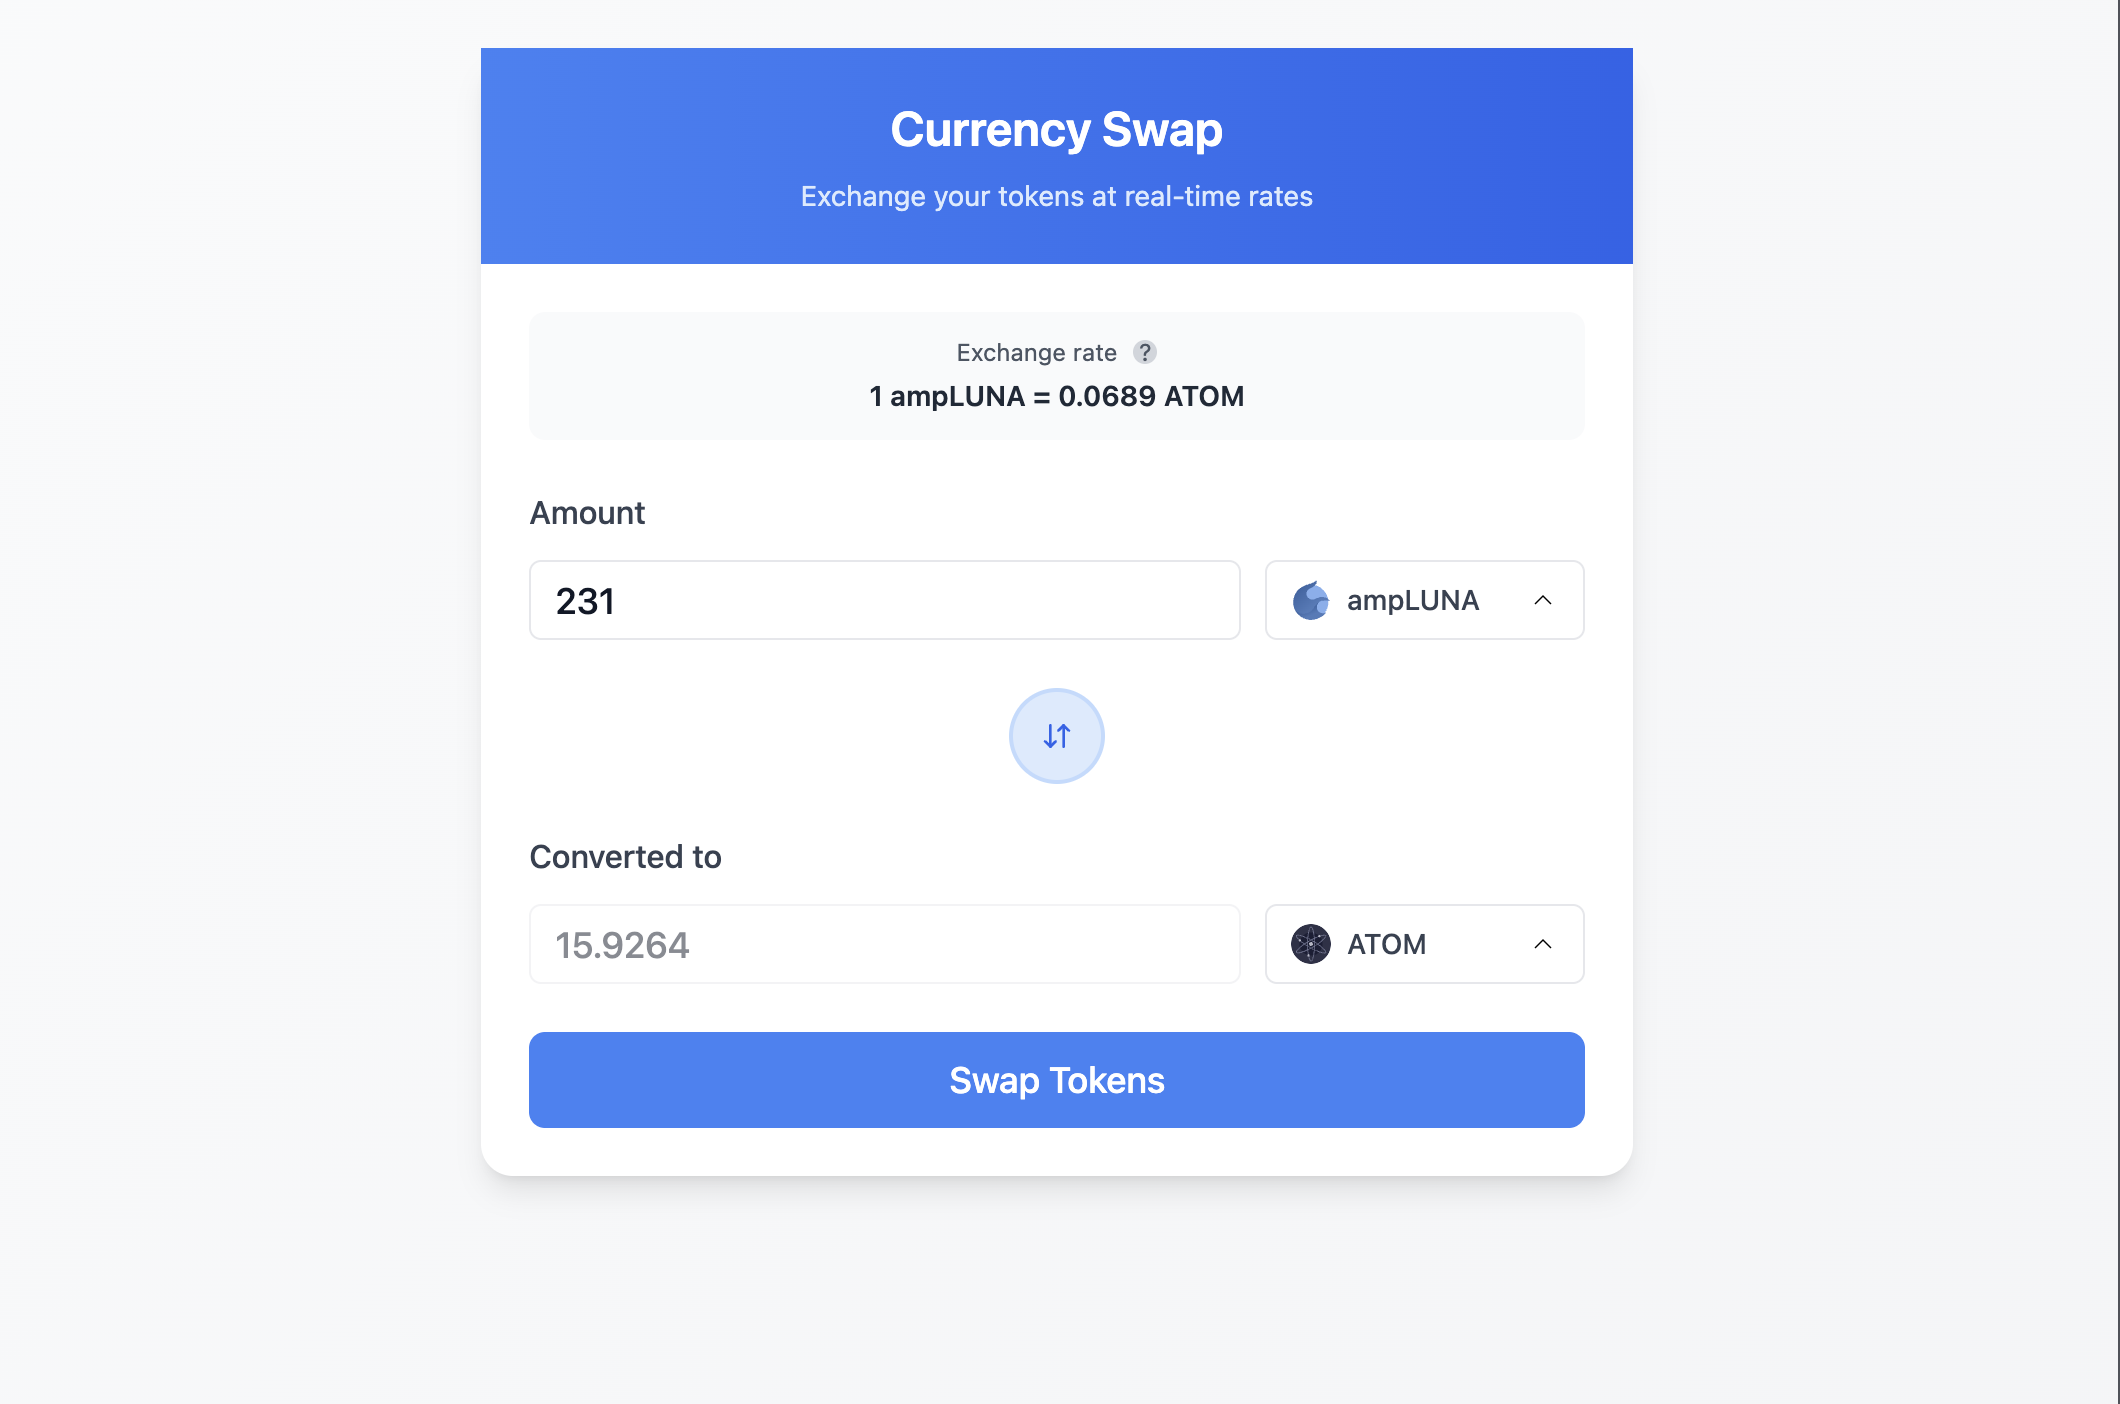 Currency Swap
Exchange your tokens at real-time rates
Exchange rate ?
1 ampLUNA = 0.0689 ATOM
Amount
231 ampLUNA
Converted to
15.9264 ATOM
Swap Tokens